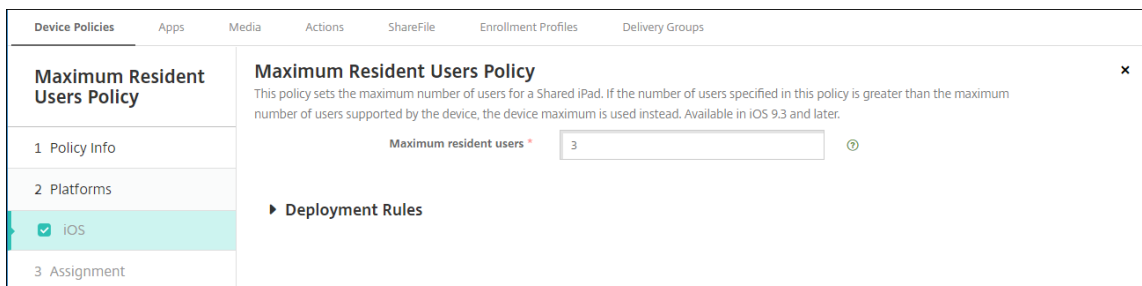 Device Policies Apps Media Actions ShareFile Enrollment Profiles Delivery Groups
Maximum Resident
Users Policy
1 Policy Info
2 Platforms
iOS
3 Assignment
Maximum Resident Users Policy
This policy sets the maximum number of users for a Shared iPad. If the number of users specified in this policy is greater than the maximum
number of users supported by the device, the device maximum is used instead. Available in iOS 9.3 and later.
Maximum resident users * 3
Deployment Rules